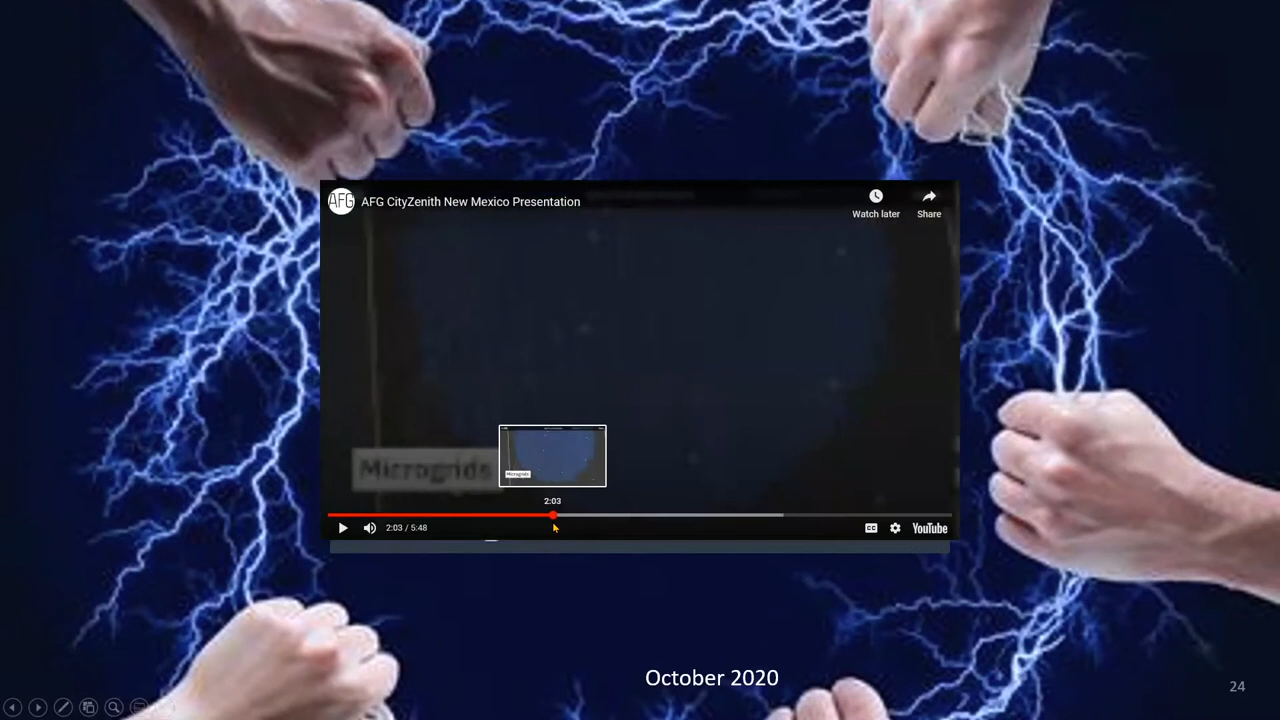 AFG
AFG CityZenith New Mexico Presentation
Watch later
Share
Microgrids
Microgrids
2:03
2:03 / 5:48
CC
YouTube
October 2020
24